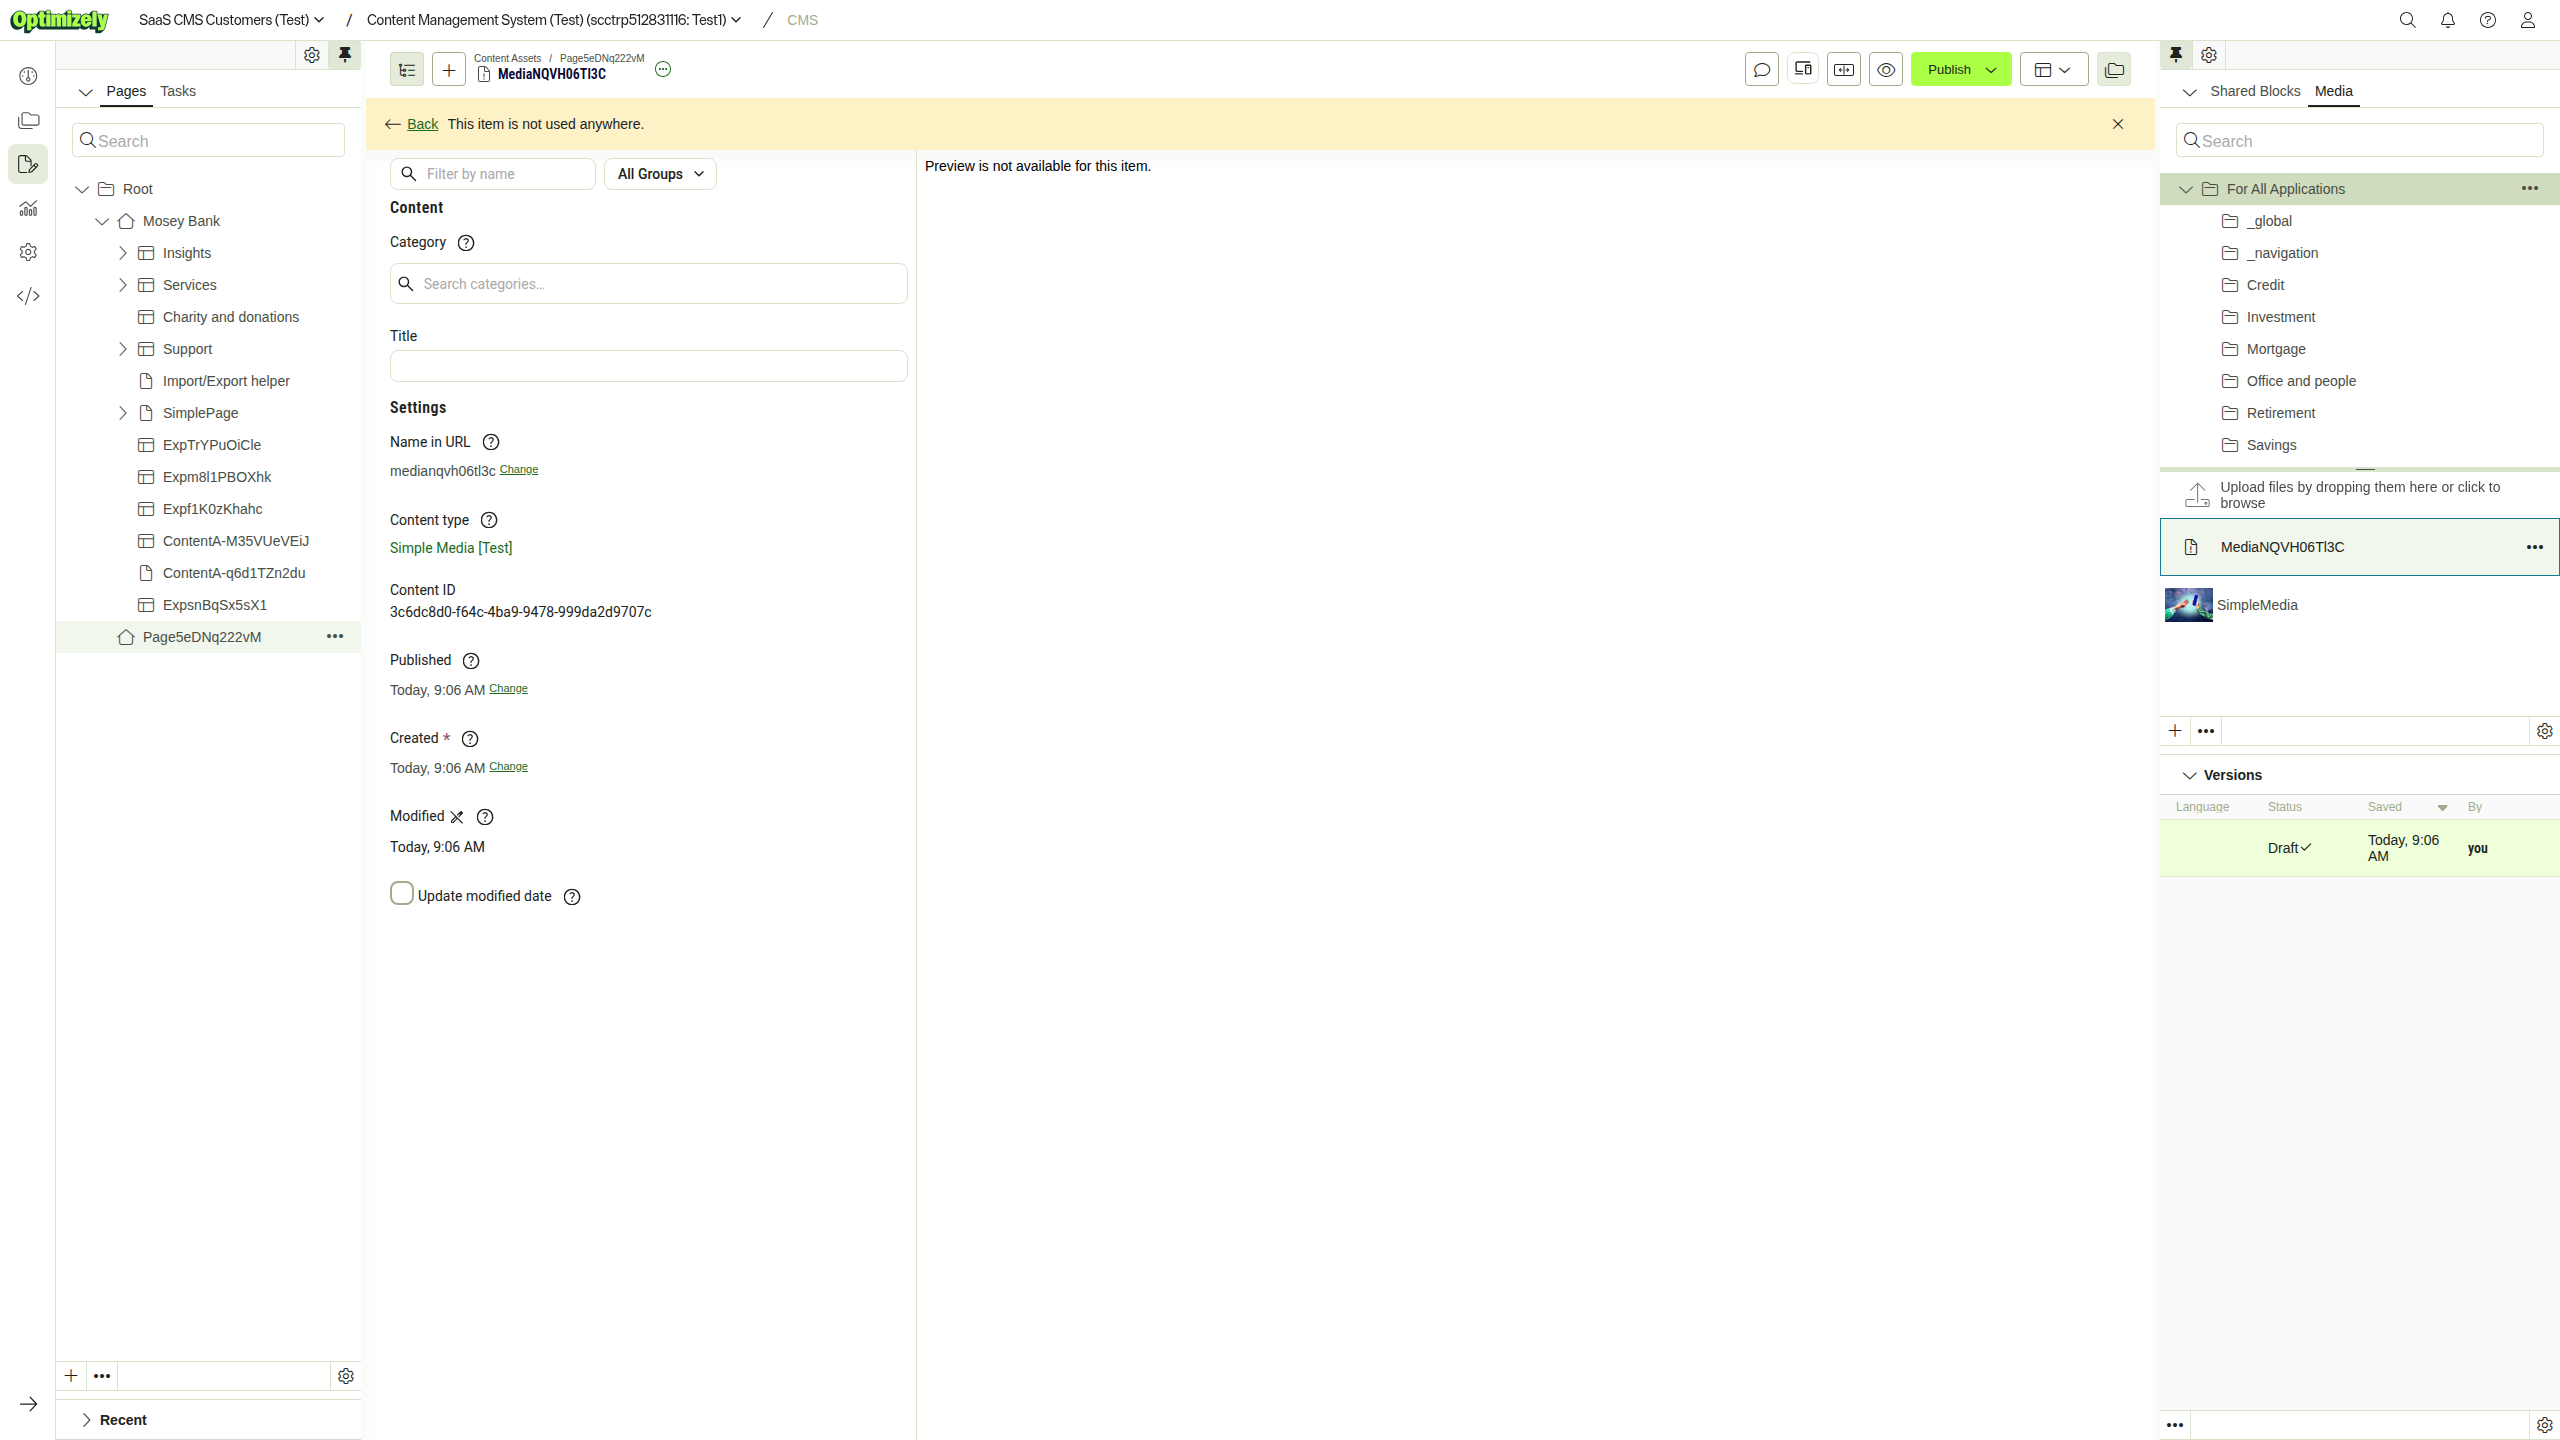 Optimizely
SaaS CMS Customers (Test)
/
Content Management System (Test) (scctrp512831116: Test1)
/
CMS
Pages
Tasks
Search
Root
Mosey Bank
Insights
Services
Charity and donations
Support
Import/Export helper
SimplePage
ExpTrYPuOiCle
Expm8l1PBOXhk
Expf1K0zKhahc
ContentA-M35VUeVEiJ
ContentA-q6d1TZn2du
ExpsnBqSx5sX1
Page5eDNq222vM
Recent
Content Assets / Page5eDNq222vM
MediaNQVH06Tl3C
Publish
Back This item is not used anywhere.
Filter by name
All Groups
Content
Category
Search categories...
Title
Settings
Name in URL
medianqvh06tl3c Change
Content type
Simple Media [Test]
Content ID
3c6dc8d0-f64c-4ba9-9478-999da2d9707c
Published
Today, 9:06 AM Change
Created *
Today, 9:06 AM Change
Modified
Today, 9:06 AM
Update modified date
Preview is not available for this item.
Shared Blocks
Media
Search
For All Applications
_global
_navigation
Credit
Investment
Mortgage
Office and people
Retirement
Savings
Upload files by dropping them here or click to
browse
MediaNQVH06Tl3C
SimpleMedia
Versions
Language Status Saved By
Draft Today, 9:06 AM you